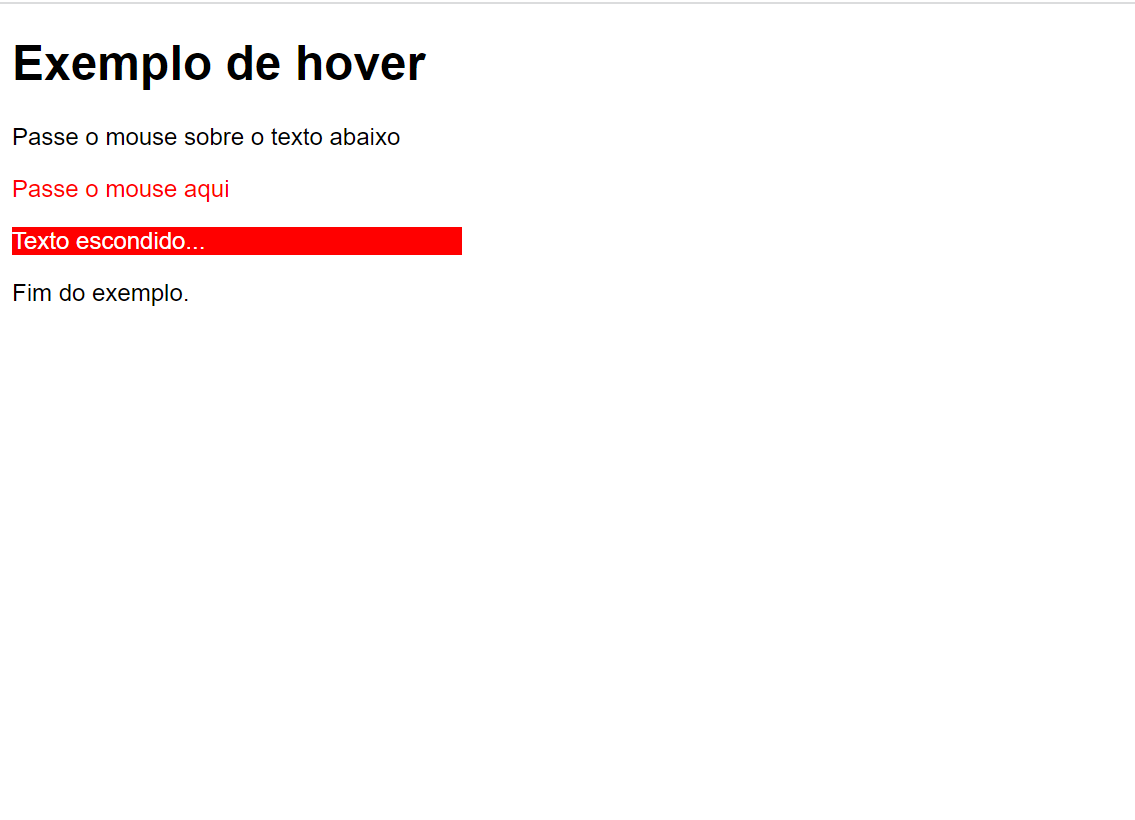 Exemplo de hover
Passe o mouse sobre o texto abaixo
Passe o mouse aqui
Texto escondido...
Fim do exemplo.